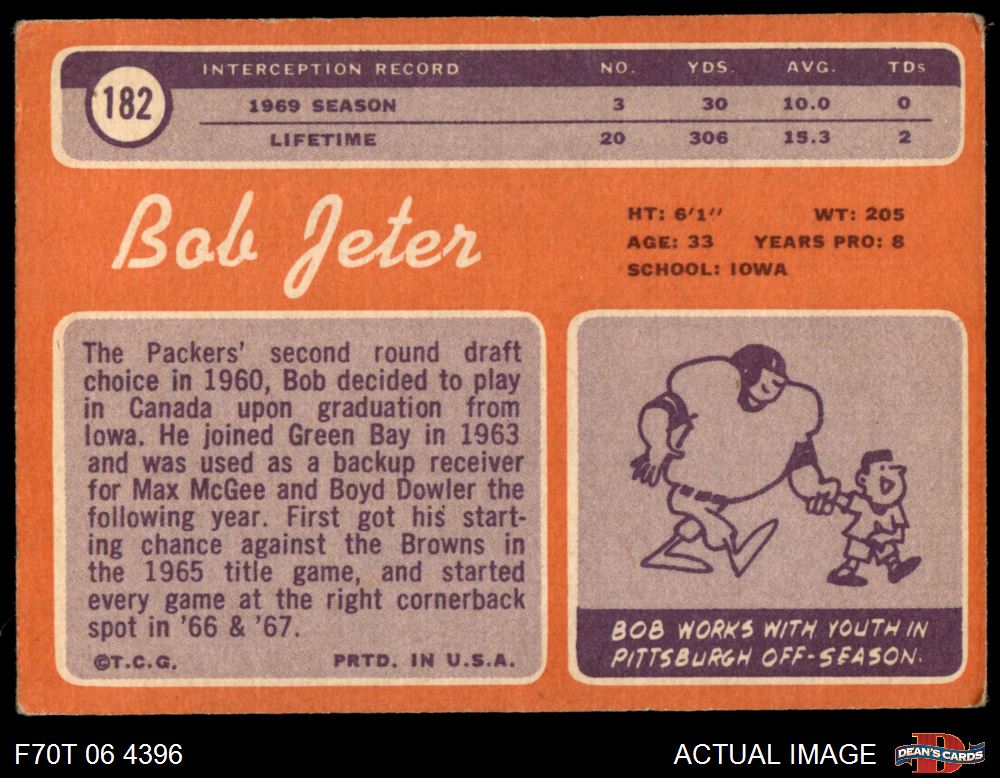 182
INTERCEPTION RECORD NO. YDS. AVG. TDs
1969 SEASON 3 30 10.0 0
LIFETIME 20 306 15.3 2
Bob Jeter
HT: 6'1" WT: 205
AGE: 33 YEARS PRO: 8
SCHOOL: IOWA
The Packers' second round draft
choice in 1960, Bob decided to play
in Canada upon graduation from
Iowa. He joined Green Bay in 1963
and was used as a backup receiver
for Max McGee and Boyd Dowler the
following year. First got his start-
ing chance against the Browns in
the 1965 title game, and started
every game at the right cornerback
spot in '66 & '67.
©T.C.G. PRTD. IN U.S.A.
BOB WORKS WITH YOUTH IN
PITTSBURGH OFF-SEASON.
F70T 06 4396 ACTUAL IMAGE
D
DEAN'S CARDS